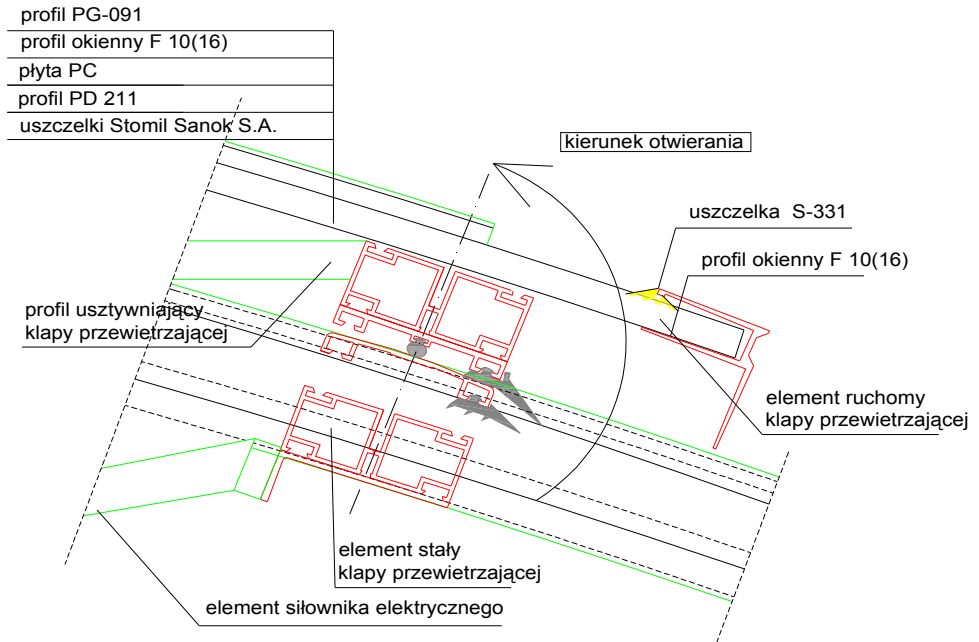 profil PG-091
profil okienny F 10(16)
płyta PC
profil PD 211
uszczelki Stomil Sanok S.A.
kierunek otwierania
uszczelka S-331
profil okienny F 10(16)
profil usztywniający
klapy przewietrzającej
element ruchomy
klapy przewietrzającej
element stały
klapy przewietrzającej
element siłownika elektrycznego